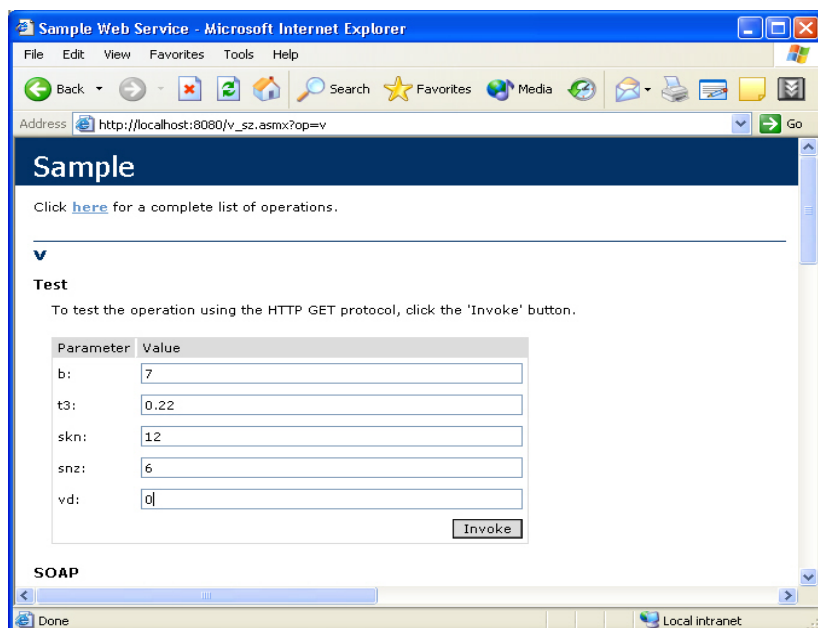 Sample Web Service - Microsoft Internet Explorer
File Edit View Favorites Tools Help
Back Search Favorites Media
Address http://localhost:8080/v_sz.asmx?op=v Go
Sample
Click here for a complete list of operations.
v
Test
To test the operation using the HTTP GET protocol, click the 'Invoke' button.
Parameter Value
b: 7
t3: 0.22
skn: 12
snz: 6
vd: 0
Invoke
SOAP
Done Local intranet